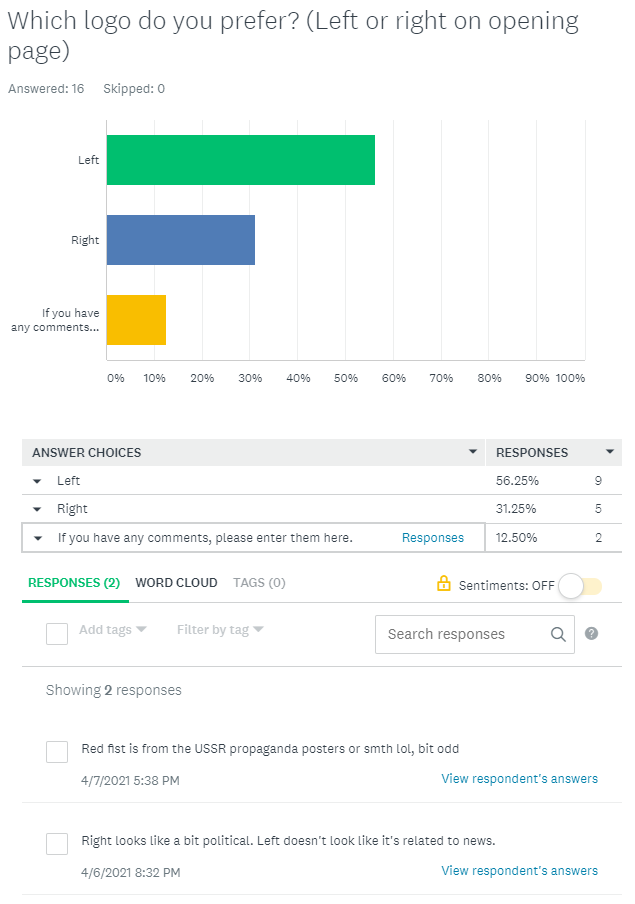 Which logo do you prefer? (Left or right on opening
page)
Answered: 16 Skipped: 0
Left
Right
If you have
any comments...
0% 10% 20% 30% 40% 50% 60% 70% 80% 90% 100%
ANSWER CHOICES RESPONSES
Left 56.25% 9
Right 31.25% 5
If you have any comments, please enter them here. Responses 12.50% 2
RESPONSES (2) WORD CLOUD TAGS (0) Sentiments: OFF
Add tags Filter by tag Search responses ?
Showing 2 responses
Red fist is from the USSR propaganda posters or smth lol, bit odd
4/7/2021 5:38 PM View respondent's answers
Right looks like a bit political. Left doesn't look like it's related to news.
4/6/2021 8:32 PM View respondent's answers